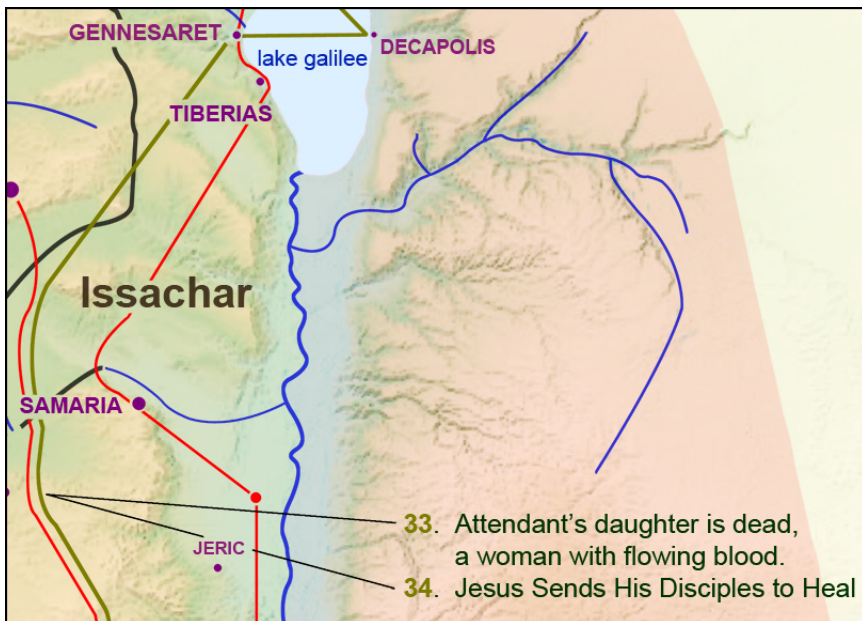 GENNESARET
DECAPOLIS
lake galilee
TIBERIAS
Issachar
SAMARIA
33. Attendant's daughter is dead,
a woman with flowing blood.
JERIC
34. Jesus Sends His Disciples to Heal